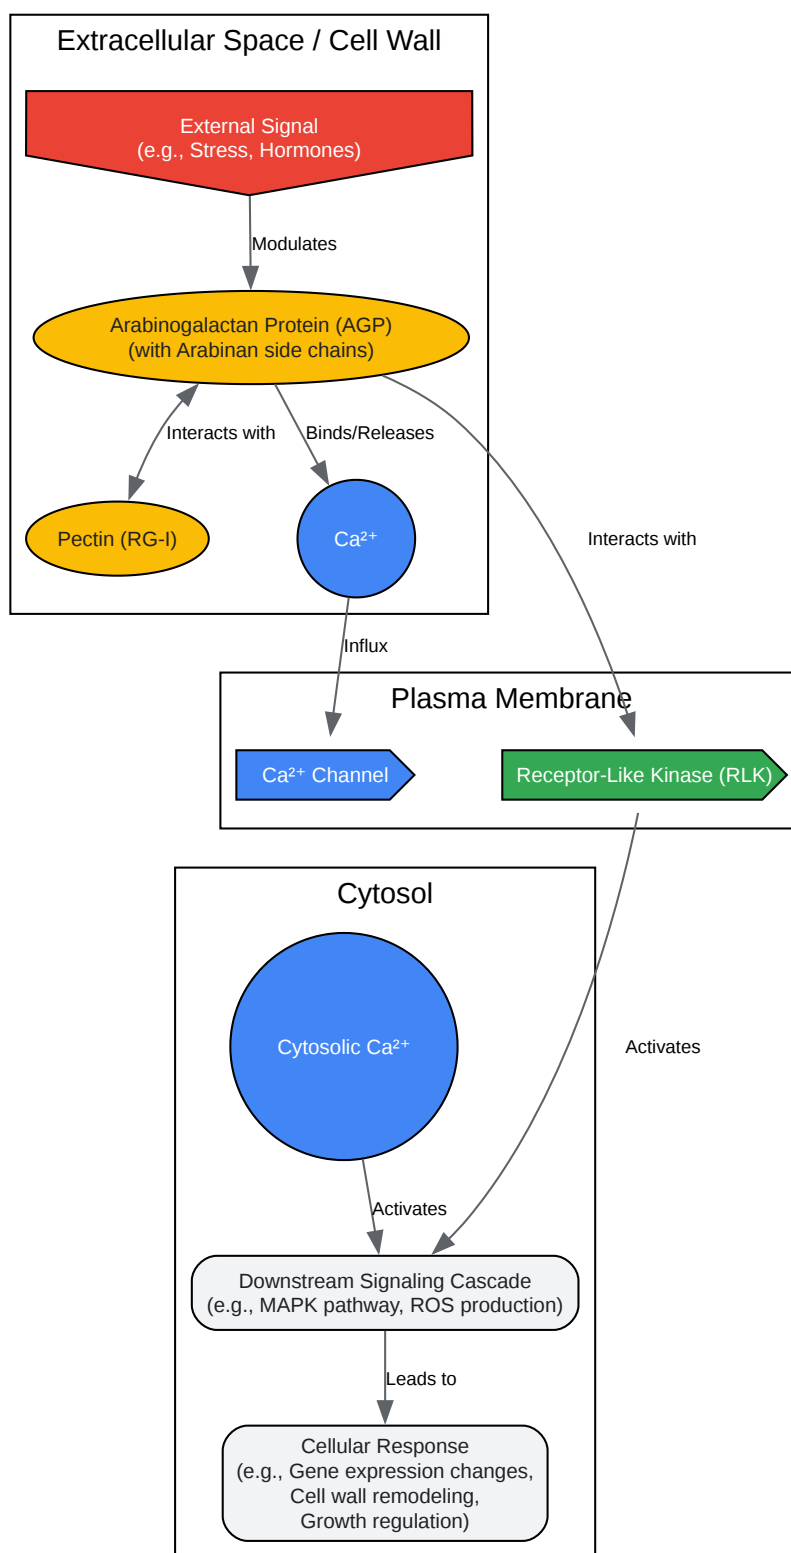 Extracellular Space / Cell Wall
External Signal
(e.g., Stress, Hormones)
Modulates
Arabinogalactan Protein (AGP)
(with Arabinan side chains)
Interacts with
Binds/Releases
Pectin (RG-I)
Ca²⁺
Interacts with
Influx
Plasma Membrane
Ca²⁺ Channel
Receptor-Like Kinase (RLK)
Cytosol
Cytosolic Ca²⁺
Activates
Activates
Downstream Signaling Cascade
(e.g., MAPK pathway, ROS production)
Leads to
Cellular Response
(e.g., Gene expression changes,
Cell wall remodeling,
Growth regulation)